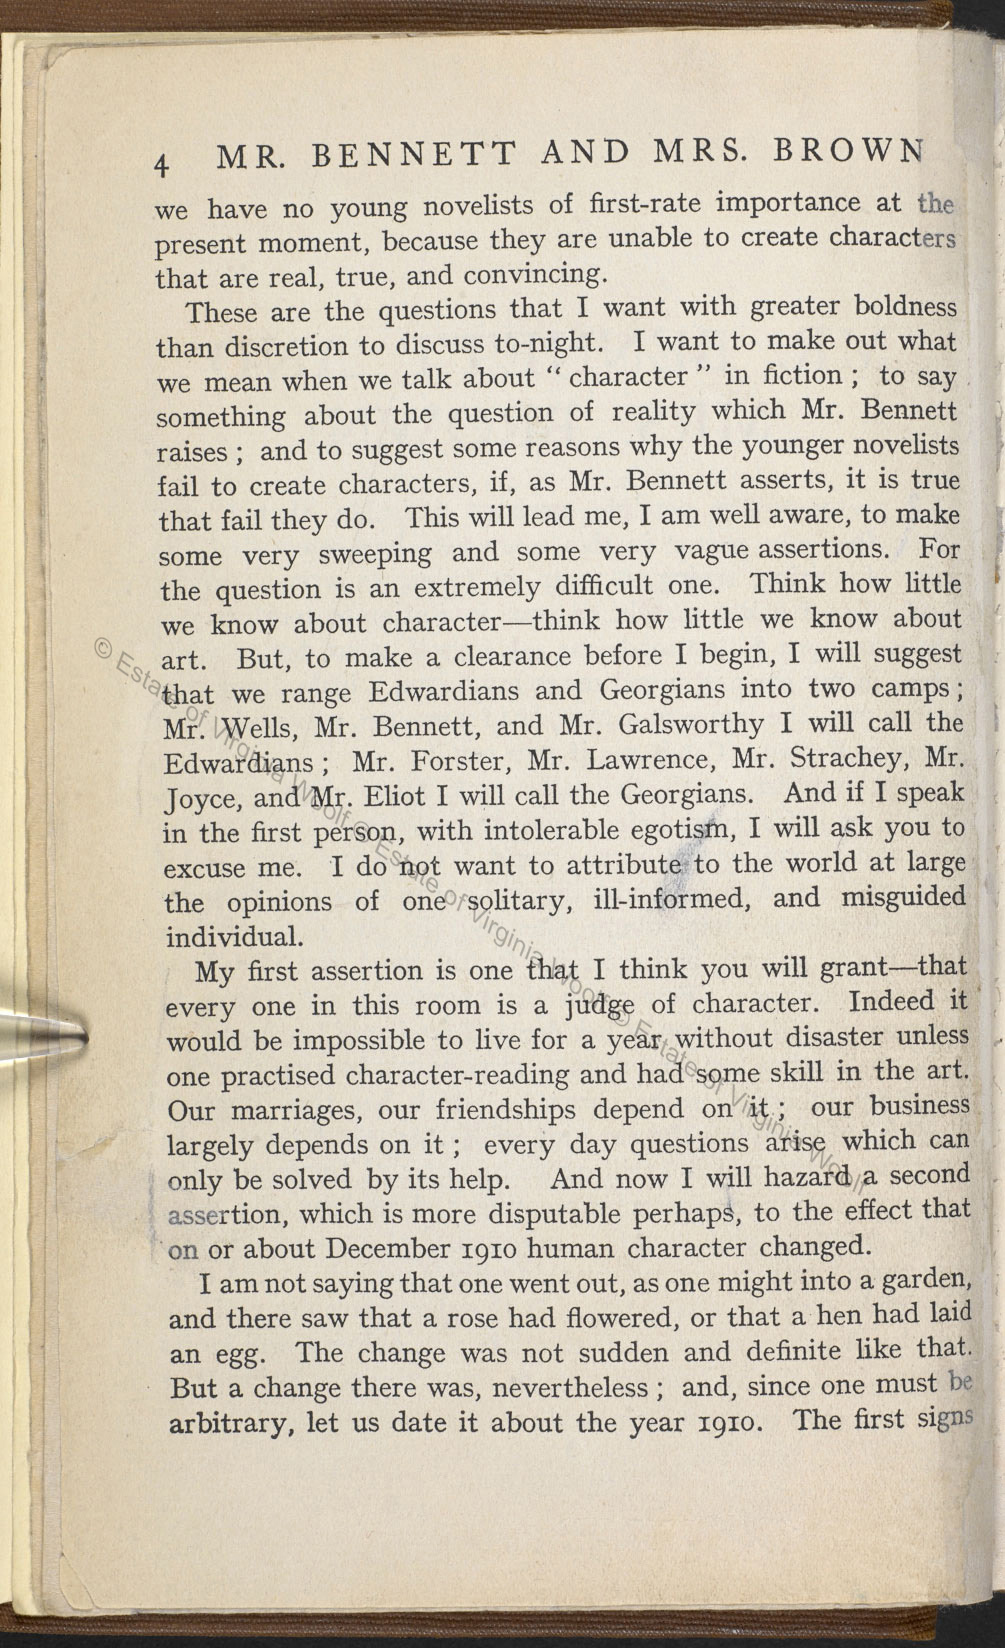 4 MR. BENNETT AND MRS. BROWN
we have no young novelists of first-rate importance at the
present moment, because they are unable to create characters
that are real, true, and convincing.
These are the questions that I want with greater boldness
than discretion to discuss to-night. I want to make out what
we mean when we talk about “ character ” in fiction ; to say
something about the question of reality which Mr. Bennett
raises ; and to suggest some reasons why the younger novelists
fail to create characters, if, as Mr. Bennett asserts, it is true
that fail they do. This will lead me, I am well aware, to make
some very sweeping and some very vague assertions. For
the question is an extremely difficult one. Think how little
we know about character—think how little we know about
art. But, to make a clearance before I begin, I will suggest
that we range Edwardians and Georgians into two camps ;
Mr. Wells, Mr. Bennett, and Mr. Galsworthy I will call the
Edwardians ; Mr. Forster, Mr. Lawrence, Mr. Strachey, Mr.
Joyce, and Mr. Eliot I will call the Georgians. And if I speak
in the first person, with intolerable egotism, I will ask you to
excuse me. I do not want to attribute to the world at large
the opinions of one solitary, ill-informed, and misguided
individual.
My first assertion is one that I think you will grant—that
every one in this room is a judge of character. Indeed it
would be impossible to live for a year without disaster unless
one practised character-reading and had some skill in the art.
Our marriages, our friendships depend on it ; our business
largely depends on it ; every day questions arise which can
only be solved by its help. And now I will hazard a second
assertion, which is more disputable perhaps, to the effect that
on or about December 1910 human character changed.
I am not saying that one went out, as one might into a garden,
and there saw that a rose had flowered, or that a hen had laid
an egg. The change was not sudden and definite like that.
But a change there was, nevertheless ; and, since one must be
arbitrary, let us date it about the year 1910. The first signs
© Estate of Virginia Woolf © Estate of Virginia Woolf © Estate of Virginia Woolf